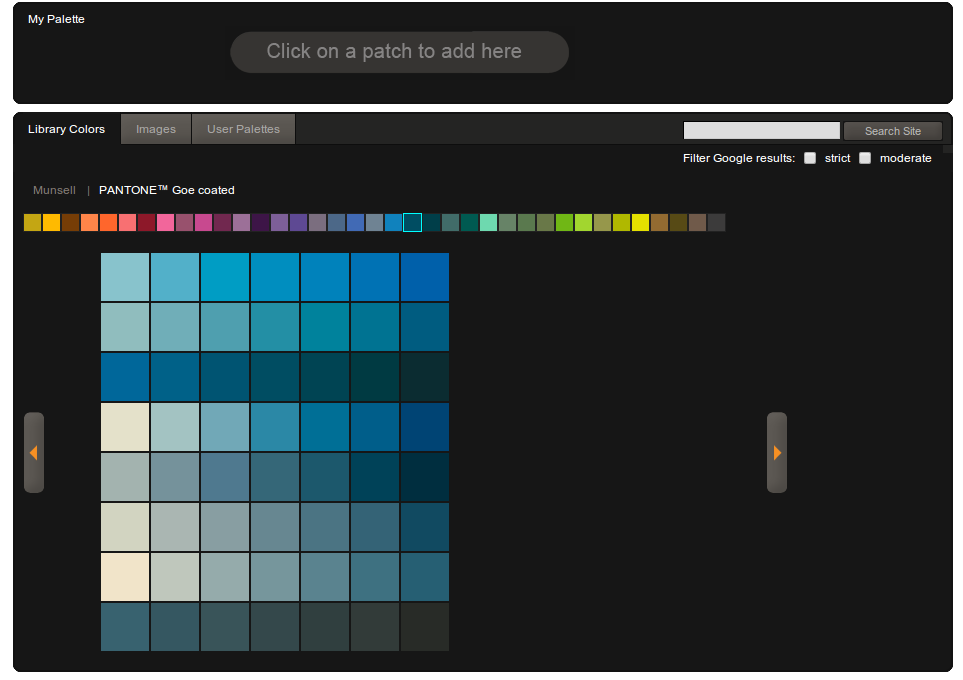 My Palette
Click on a patch to add here
Library Colors
Images
User Palettes
Search Site
Filter Google results: strict moderate
Munsell | PANTONE™ Goe coated